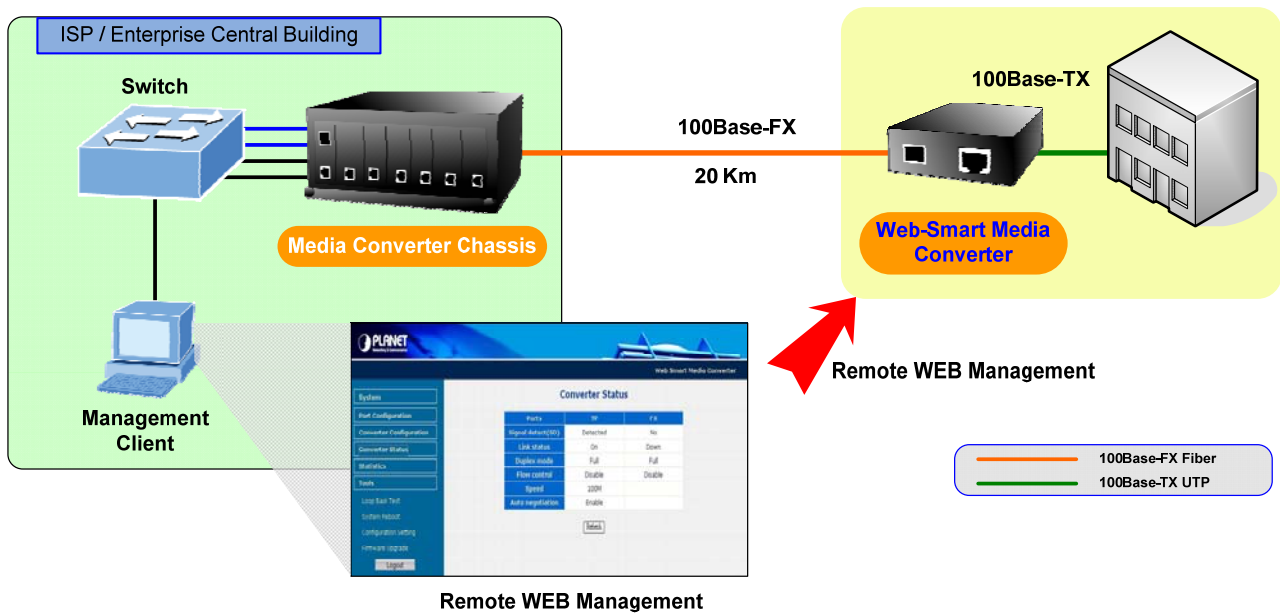 ISP / Enterprise Central Building
Switch
Media Converter Chassis
Management
Client
100Base-FX
20 Km
100Base-TX
Web-Smart Media
Converter
Remote WEB Management
100Base-FX Fiber
100Base-TX UTP
PLANET
Networking & Communication
Web Smart Media Converter
System
Port Configuration
Converter Configuration
Converter Status
Statistics
Tools
Loop Back Test
System Reboot
Configuration Setting
Firmware Upgrade
Logout
Converter Status
Ports TP FX
Signal detect(SD) Detected No
Link status On Down
Duplex mode Full Full
Flow control Disable Disable
Speed 100M
Auto negotiation Enable
Refresh
Remote WEB Management